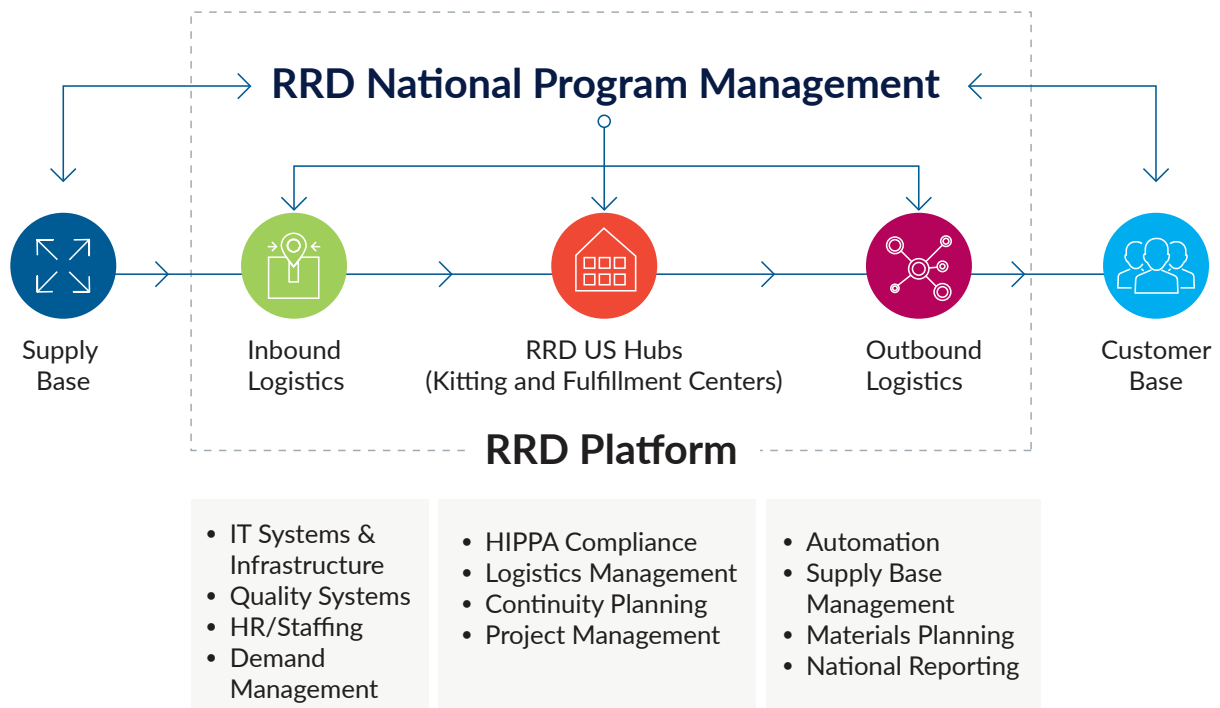 RRD National Program Management
Supply
Base
Inbound
Logistics
RRD US Hubs
(Kitting and Fulfillment Centers)
Outbound
Logistics
Customer
Base
RRD Platform
• IT Systems &
Infrastructure
• Quality Systems
• HR/Staffing
• Demand
Management
• HIPPA Compliance
• Logistics Management
• Continuity Planning
• Project Management
• Automation
• Supply Base
Management
• Materials Planning
• National Reporting